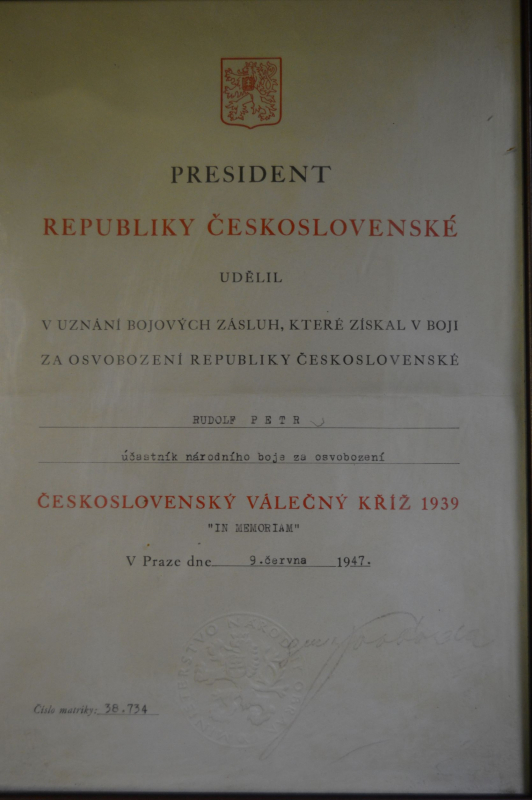 PRESIDENT
REPUBLIKY ČESKOSLOVENSKÉ
UDĚLIL
V UZNÁNÍ BOJOVÝCH ZÁSLUH, KTERÉ ZÍSKAL V BOJI
ZA OSVOBOZENÍ REPUBLIKY ČESKOSLOVENSKÉ
RUDOLF PETR
účastník národního boje za osvobození
ČESKOSLOVENSKÝ VÁLEČNÝ KŘÍŽ 1939
"IN MEMORIAM"
V Praze dne 9.června 1947.
Číslo matriky: 38.734